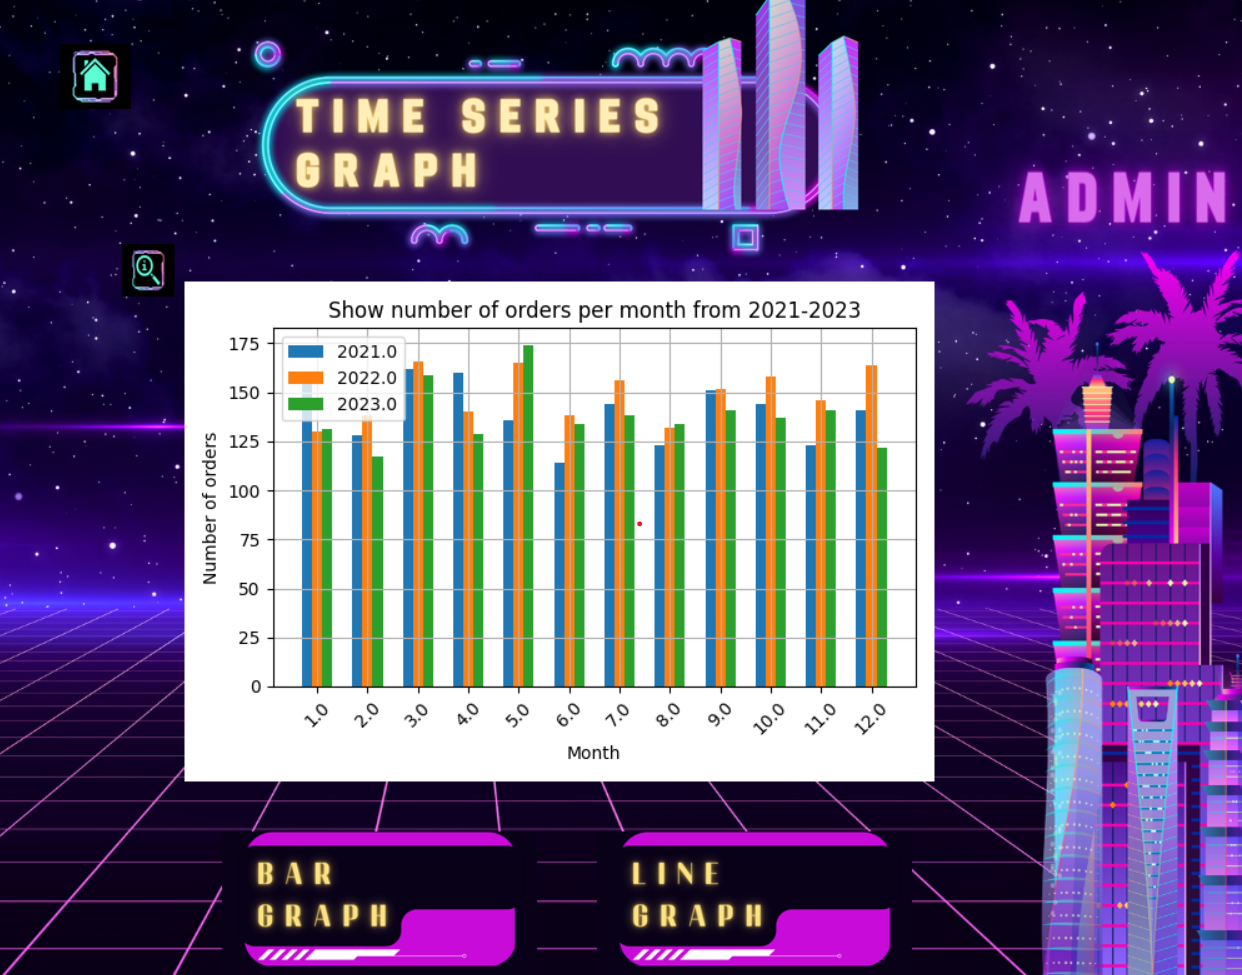 TIME SERIES
GRAPH
ADMIN
Show number of orders per month from 2021-2023
2021.0
2022.0
2023.0
175
150
125
100
75
50
25
0
Number of orders
1.0 2.0 3.0 4.0 5.0 6.0 7.0 8.0 9.0 10.0 11.0 12.0
Month
BAR
GRAPH
LINE
GRAPH